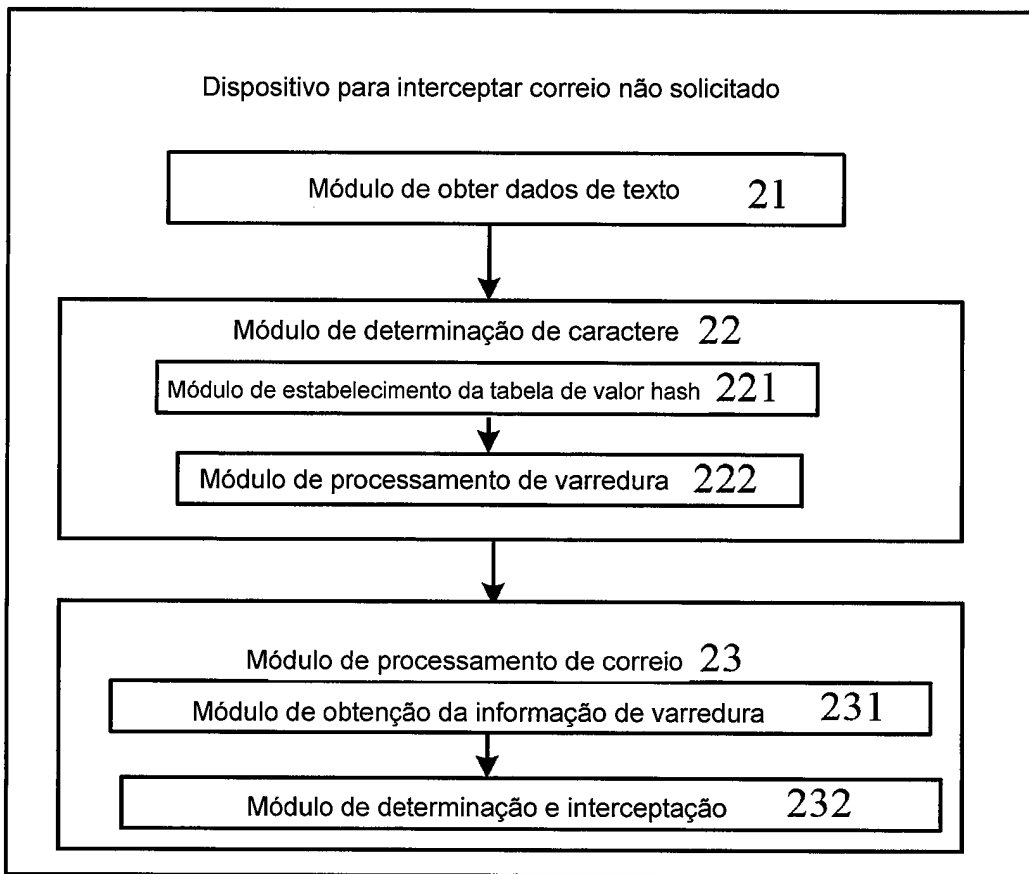 Dispositivo para interceptar correio não solicitado
Módulo de obter dados de texto 21
Módulo de determinação de caractere 22
Módulo de estabelecimento da tabela de valor hash 221
Módulo de processamento de varredura 222
Módulo de processamento de correio 23
Módulo de obtenção da informação de varredura 231
Módulo de determinação e interceptação 232